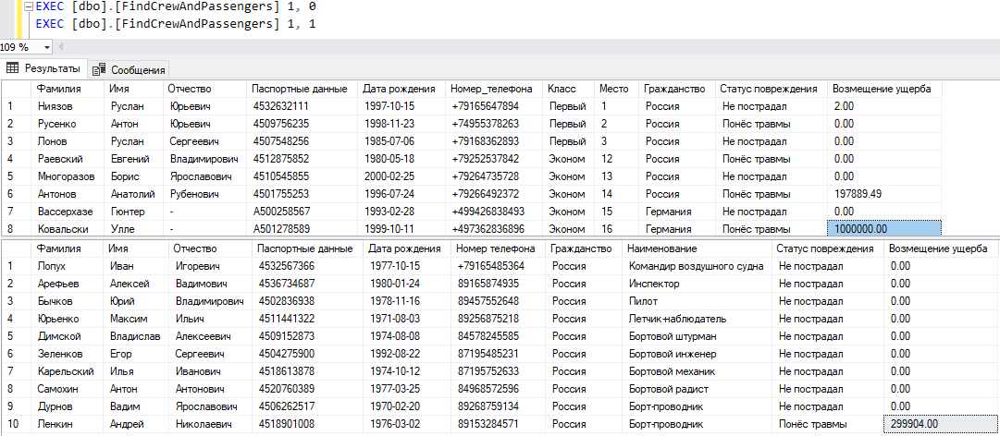 EXEC [dbo].[FindCrewAndPassengers] 1, 0
EXEC [dbo].[FindCrewAndPassengers] 1, 1
109 %
Результаты Сообщения
Фамилия Имя Отчество Паспортные данные Дата рождения Номер_телефона Класс Место Гражданство Статус повреждения Возмещение ущерба
1 Ниязов Руслан Юрьевич 4532632111 1997-10-15 +79165647894 Первый 1 Россия Не пострадал 2.00
2 Русенко Антон Юрьевич 4509756235 1998-11-23 +74955378263 Первый 2 Россия Понёс травмы 0.00
3 Лонов Руслан Сергеевич 4507548256 1985-07-06 +79168362893 Первый 3 Россия Не пострадал 0.00
4 Раевский Евгений Владимирович 4512875852 1980-05-18 +79252537842 Эконом 12 Россия Понёс травмы 0.00
5 Многоразов Борис Ярославович 4510545855 2000-02-25 +79264735728 Эконом 13 Россия Не пострадал 0.00
6 Антонов Анатолий Рубенович 4501755253 1996-07-24 +79266492372 Эконом 14 Россия Понёс травмы 197889.49
7 Вассерхазе Гюнтер - A500258567 1993-02-28 +499426838493 Эконом 15 Германия Не пострадал 0.00
8 Ковальски Улле - A501278589 1999-10-11 +497362836896 Эконом 16 Германия Понёс травмы 1000000.00
Фамилия Имя Отчество Паспортные данные Дата рождения Номер телефона Гражданство Наименование Статус повреждения Возмещение ущерба
1 Лопух Иван Игоревич 4532567366 1977-10-15 +79165485364 Россия Командир воздушного судна Не пострадал 0.00
2 Арефьев Алексей Вадимович 4536734687 1980-01-24 89165874935 Россия Инспектор Не пострадал 0.00
3 Бычков Юрий Владимирович 4502836938 1978-11-16 89457552648 Россия Пилот Не пострадал 0.00
4 Юрьенко Максим Ильич 4511441322 1971-08-03 89256875218 Россия Летчик-наблюдатель Не пострадал 0.00
5 Димской Владислав Алексеевич 4509152873 1974-08-08 84578245585 Россия Бортовой штурман Не пострадал 0.00
6 Зеленков Егор Сергеевич 4504275900 1992-08-22 87195485231 Россия Бортовой инженер Не пострадал 0.00
7 Карельский Илья Иванович 4518613878 1974-10-12 87195752633 Россия Бортовой механик Не пострадал 0.00
8 Самохин Антон Антонович 4520760389 1977-03-25 84968572596 Россия Бортовой радист Не пострадал 0.00
9 Дурнов Вадим Ярославович 4506262517 1970-02-20 89268759134 Россия Борт-проводник Не пострадал 0.00
10 Ленкин Андрей Николаевич 4518901008 1976-03-02 89153284571 Россия Борт-проводник Понёс травмы 299904.00